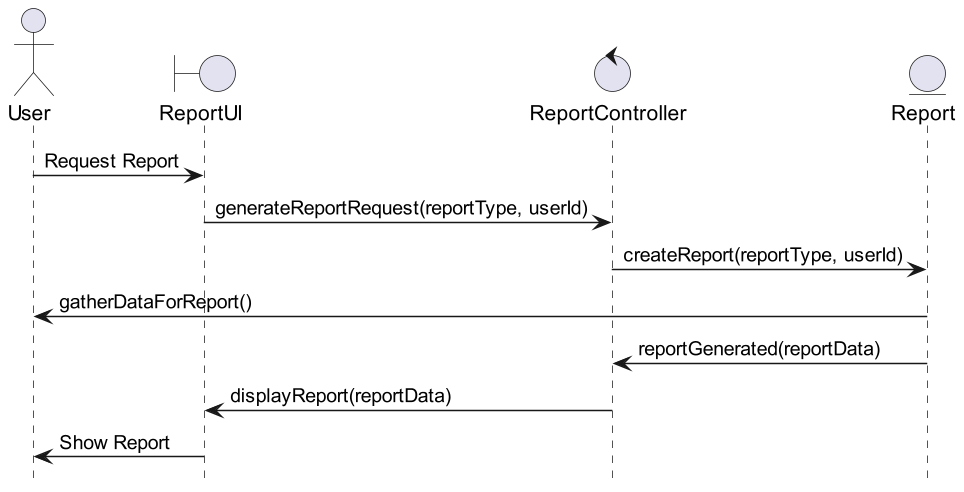 User
ReportUI
ReportController
Report
Request Report
generateReportRequest(reportType, userId)
createReport(reportType, userId)
gatherDataForReport()
reportGenerated(reportData)
displayReport(reportData)
Show Report